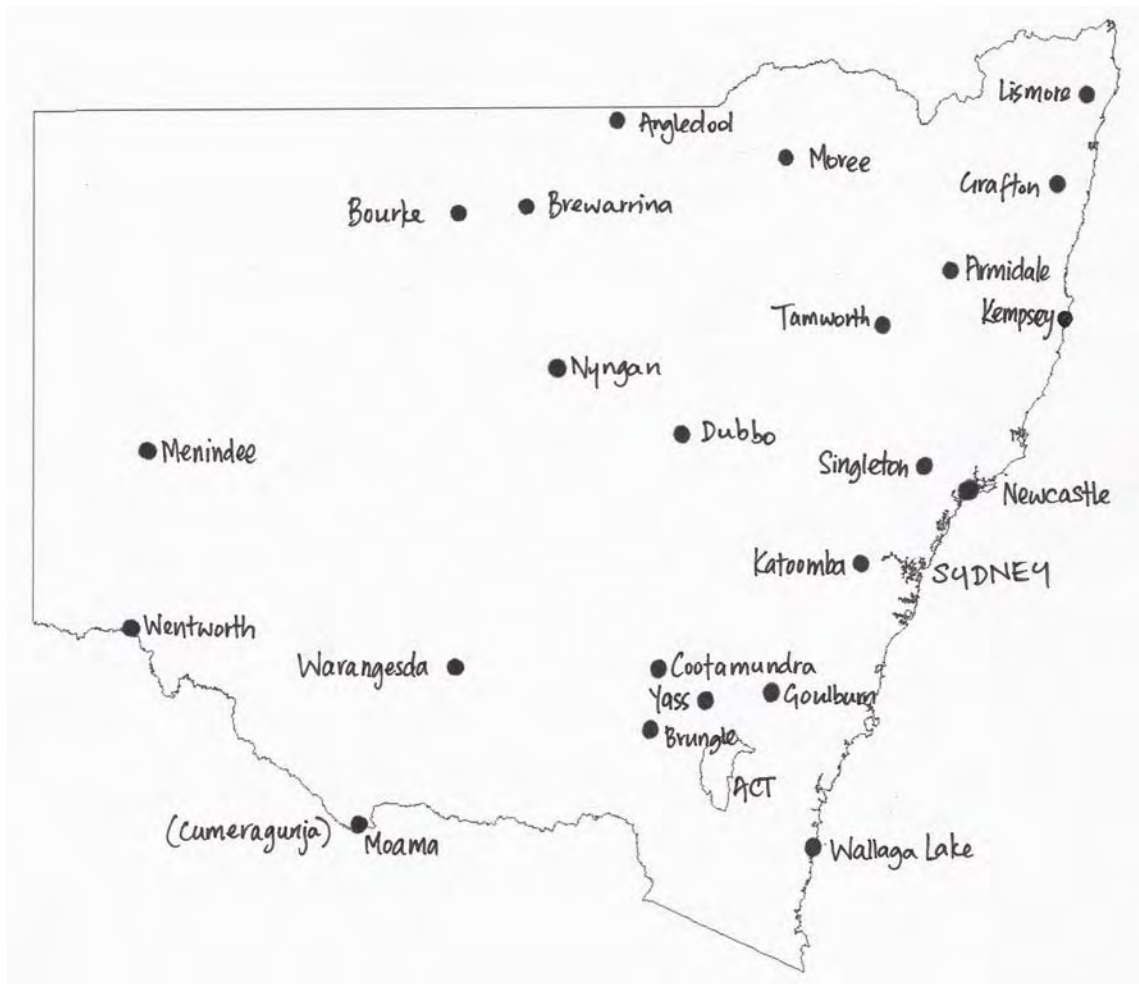 Lismore
Angledool
Moree
Grafton
Bourke
Brewarrina
Armidale
Tamworth
Kempsey
Nyngan
Dubbo
Menindee
Singleton
Newcastle
Katoomba
SYDNEY
Wentworth
Warangesda
Cootamundra
Yass
Goulburn
Brungle
ACT
(Cumeragunja)
Moama
Wallaga Lake